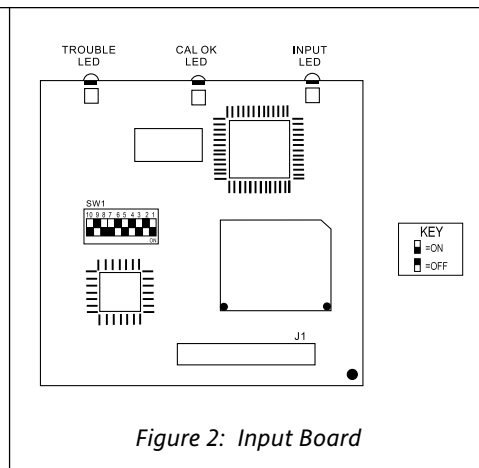 TROUBLE LED
CAL OK LED
INPUT LED
SW1
10 9 8 7 6 5 4 3 2 1
ON
KEY
=ON
=OFF
J1
Figure 2: Input Board